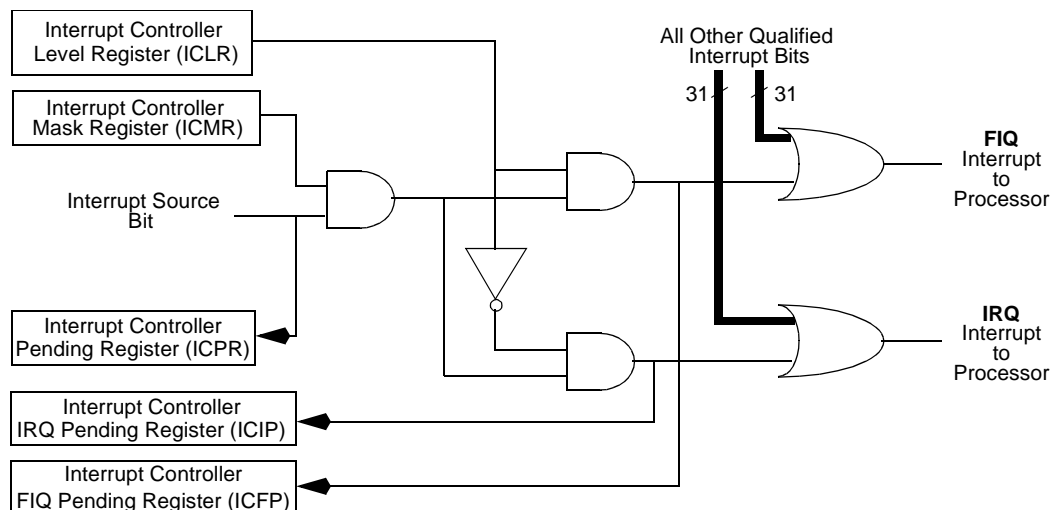 Interrupt Controller
Level Register (ICLR)
All Other Qualified
Interrupt Bits
31
31
Interrupt Controller
Mask Register (ICMR)
FIQ
Interrupt
to
Processor
Interrupt Source
Bit
Interrupt Controller
Pending Register (ICPR)
IRQ
Interrupt
to
Processor
Interrupt Controller
IRQ Pending Register (ICIP)
Interrupt Controller
FIQ Pending Register (ICFP)